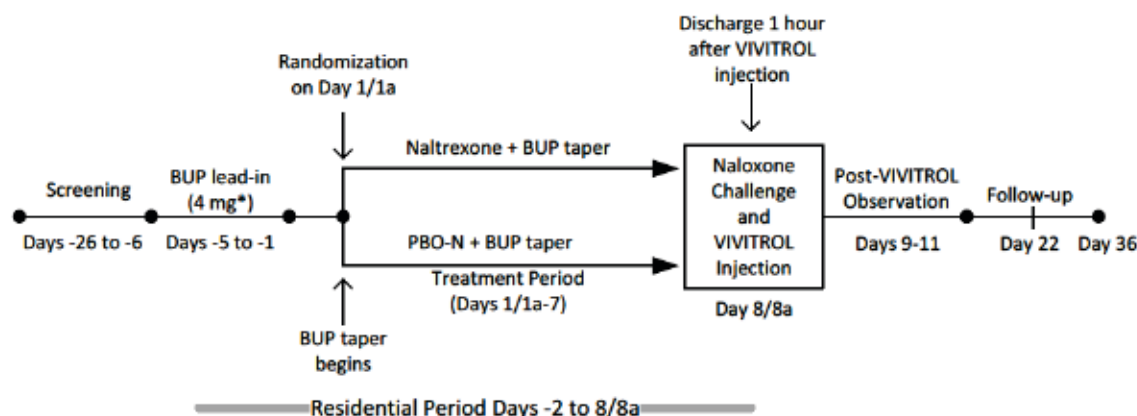 Discharge 1 hour
after VIVITROL
injection
Randomization
on Day 1/1a
Naltrexone + BUP taper
Screening
BUP lead-in
(4 mg*)
Days -26 to -6
Days -5 to -1
PBO-N + BUP taper
Treatment Period
(Days 1/1a-7)
Naloxone
Challenge
and
VIVITROL
Injection
Day 8/8a
Post-VIVITROL
Observation
Days 9-11
Follow-up
Day 22
Day 36
BUP taper
begins
Residential Period Days -2 to 8/8a